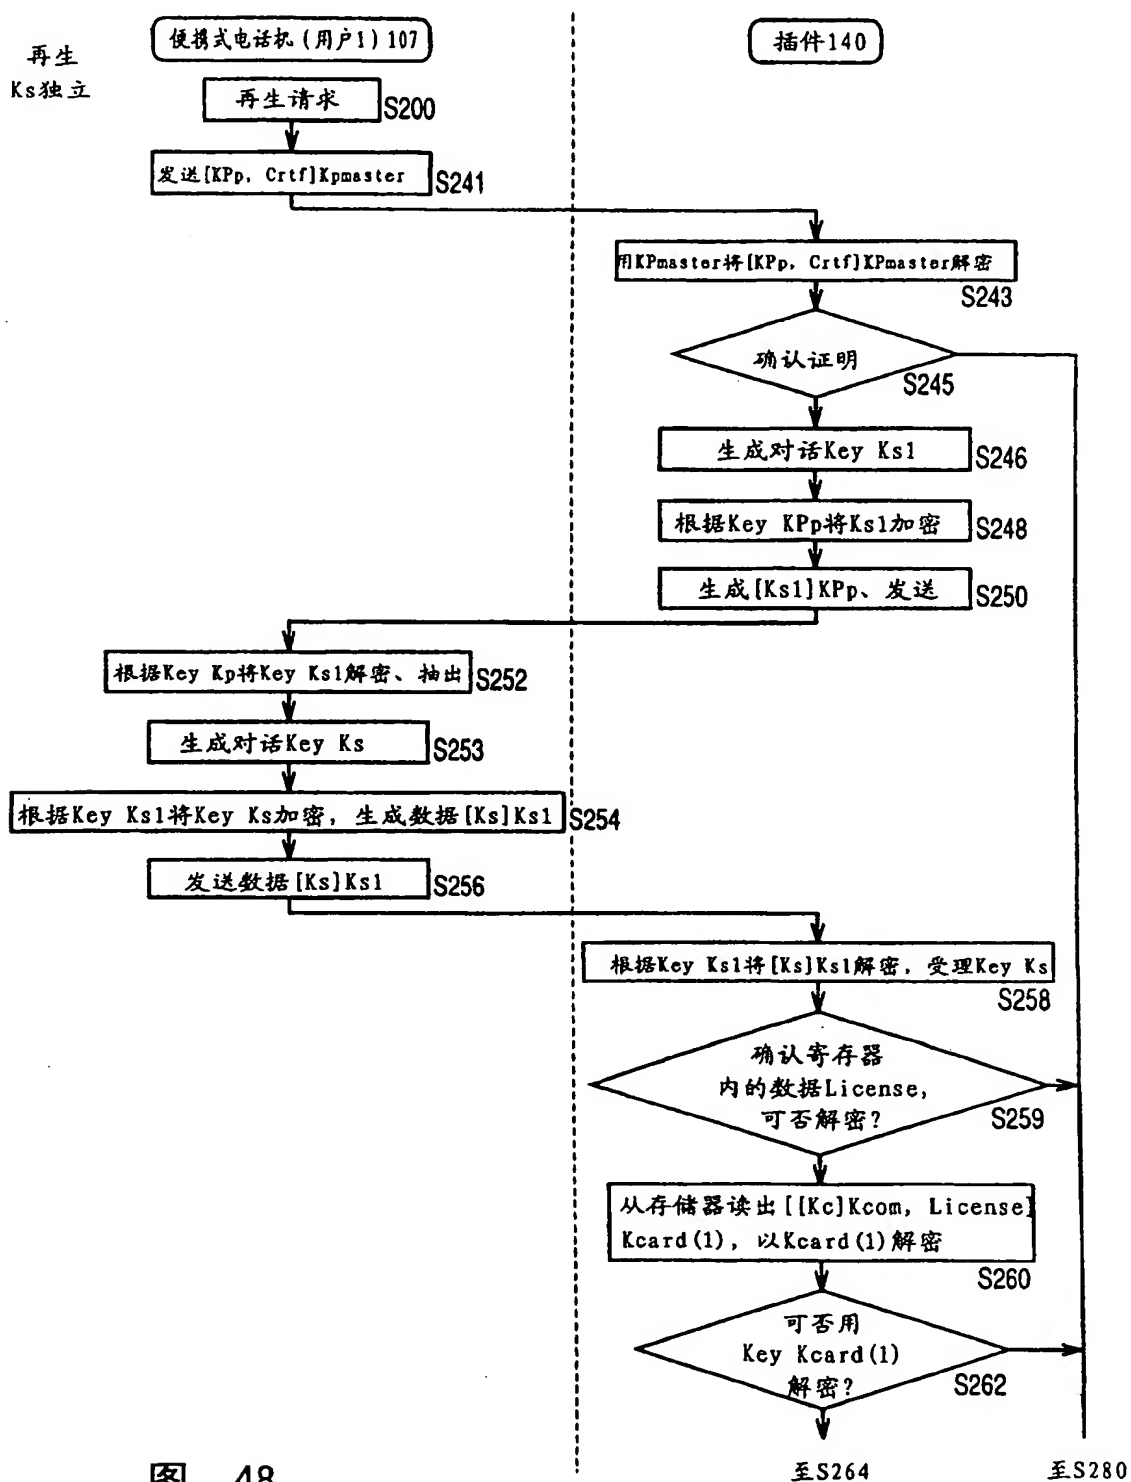 再生
Ks独立
便携式电话机(用户1)107
插件140
再生请求
S200
发送[KPp, Crtf]Kpmaster
S241
用KPmaster将[KPp, Crtf]KPmaster解密
S243
确认证明
S245
生成对话Key Ks1
S246
根据Key KPp将Ks1加密
S248
生成[Ks1]KPp、发送
S250
根据Key Kp将Key Ks1解密、抽出
S252
生成对话Key Ks
S253
根据Key Ks1将Key Ks加密, 生成数据[Ks]Ks1
S254
发送数据[Ks]Ks1
S256
根据Key Ks1将[Ks]Ks1解密, 受理Key Ks
S258
确认寄存器
内的数据License,
可否解密?
S259
从存储器读出[[Kc]Kcom, License]
Kcard(1), 以Kcard(1)解密
S260
可否用
Key Kcard(1)
解密?
S262
至S264
至S280
图 48